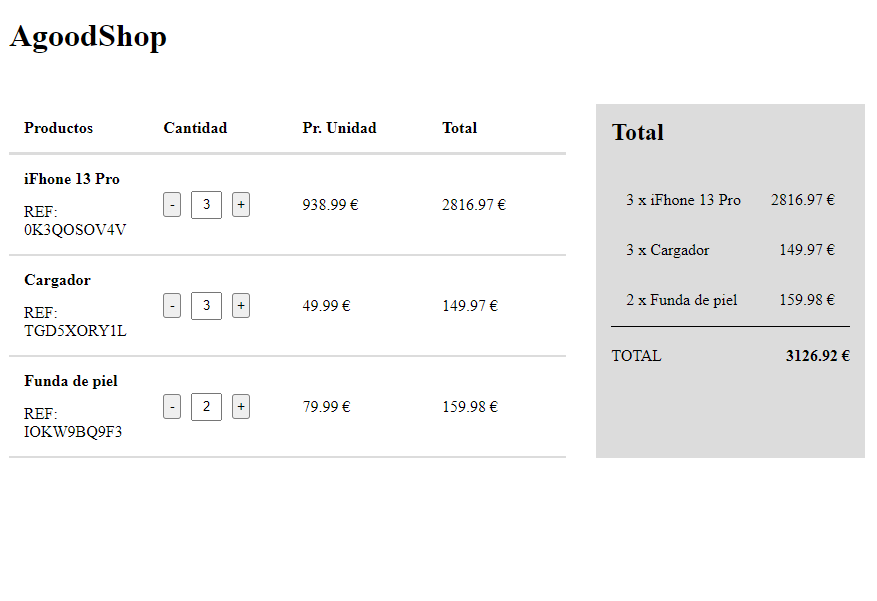 AgoodShop
Productos Cantidad Pr. Unidad Total
iFhone 13 Pro
REF:
0K3QOSOV4V
- 3 + 938.99 € 2816.97 €
Cargador
REF:
TGD5XORY1L
- 3 + 49.99 € 149.97 €
Funda de piel
REF:
IOKW9BQ9F3
- 2 + 79.99 € 159.98 €
Total
3 x iFhone 13 Pro 2816.97 €
3 x Cargador 149.97 €
2 x Funda de piel 159.98 €
TOTAL 3126.92 €